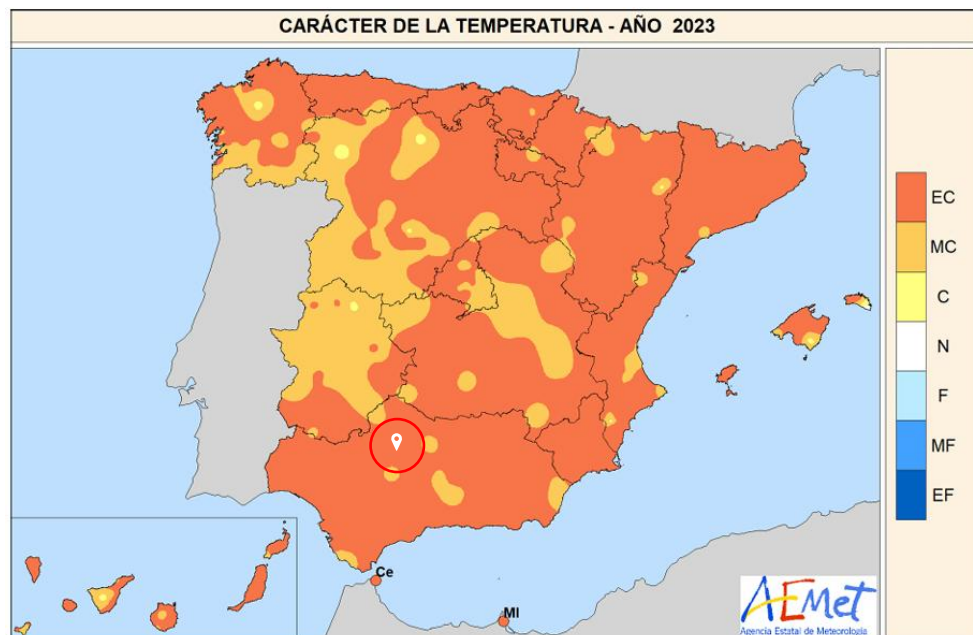 CARÁCTER DE LA TEMPERATURA - AÑO 2023
EC
MC
C
N
F
MF
EF
Ce
Ml
AEMet
Agencia Estatal de Meteorología